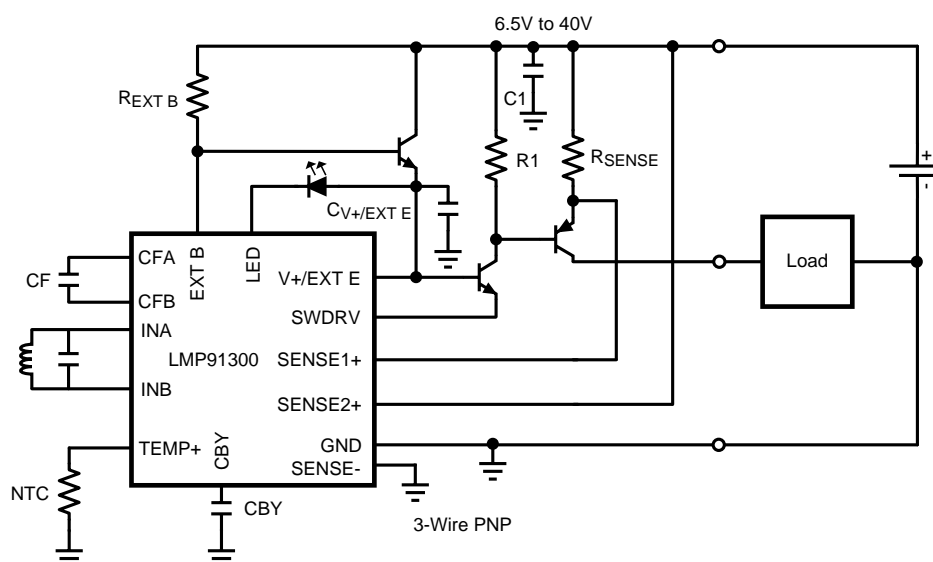 6.5V to 40V
REXT B
C1
R1
RSENSE
+
-
CV+/EXT E
EXT B
LED
CFA
CF
CFB
V+/EXT E
SWDRV
Load
INA
LMP91300
SENSE1+
INB
SENSE2+
TEMP+
CBY
GND
SENSE-
NTC
CBY
3-Wire PNP